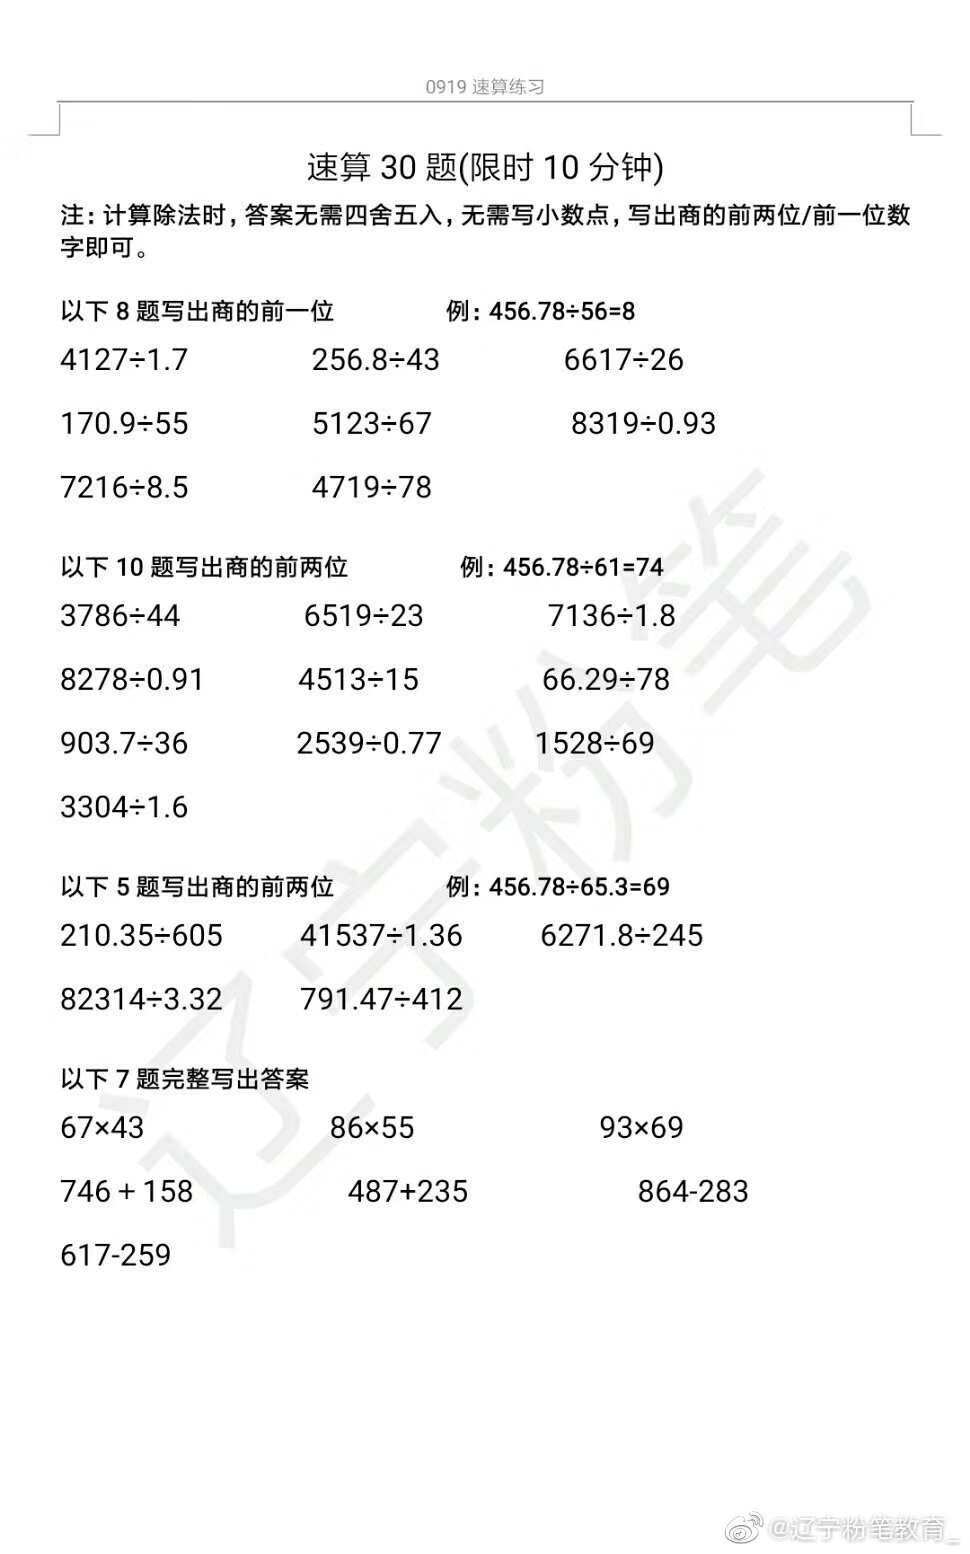 0919 速算练习
速算 30 题(限时 10 分钟)
注：计算除法时，答案无需四舍五入，无需写小数点，写出商的前两位/前一位数
字即可。
以下 8 题写出商的前一位 例：456.78÷56=8
4127÷1.7 256.8÷43 6617÷26
170.9÷55 5123÷67 8319÷0.93
7216÷8.5 4719÷78
以下 10 题写出商的前两位 例：456.78÷61=74
3786÷44 6519÷23 7136÷1.8
8278÷0.91 4513÷15 66.29÷78
903.7÷36 2539÷0.77 1528÷69
3304÷1.6
以下 5 题写出商的前两位 例：456.78÷65.3=69
210.35÷605 41537÷1.36 6271.8÷245
82314÷3.32 791.47÷412
以下 7 题完整写出答案
67×43 86×55 93×69
746＋158 487+235 864-283
617-259
辽宁粉笔
@辽宁粉笔教育_